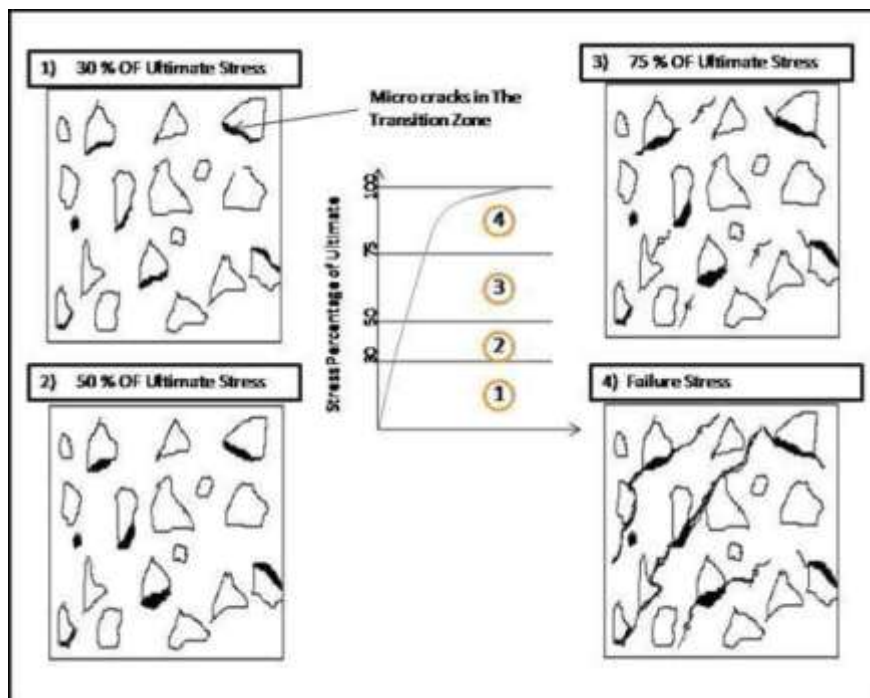 1) 30 % OF Ultimate Stress
3) 75 % OF Ultimate Stress
Micro cracks in The
Transition Zone
Stress Percentage of Ultimate
100
75
50
30
4
3
2
1
2) 50 % OF Ultimate Stress
4) Failure Stress